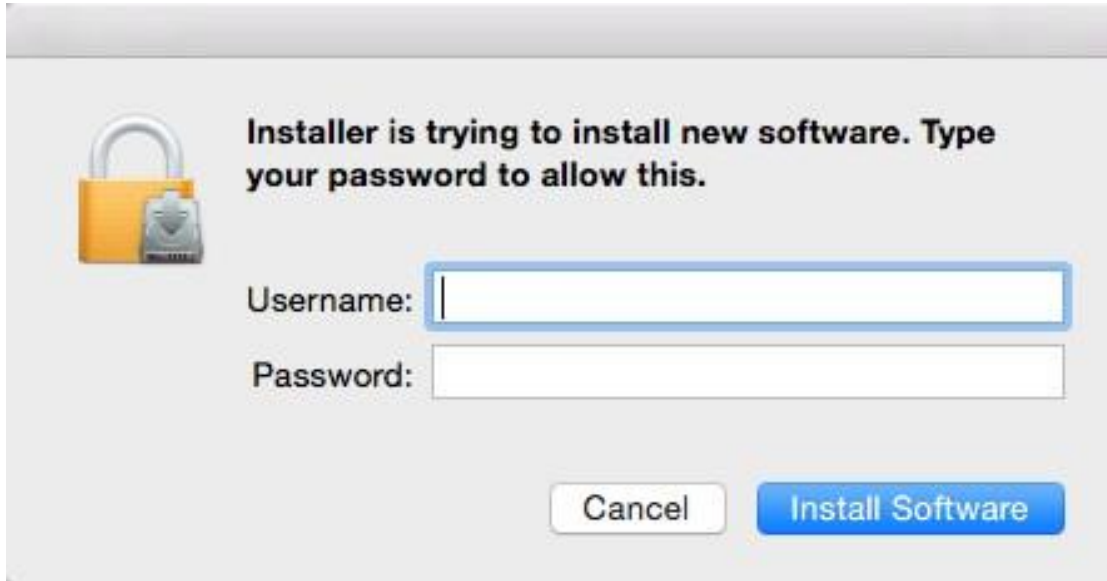 Installer is trying to install new software. Type
your password to allow this.
Username:
Password:
Cancel
Install Software